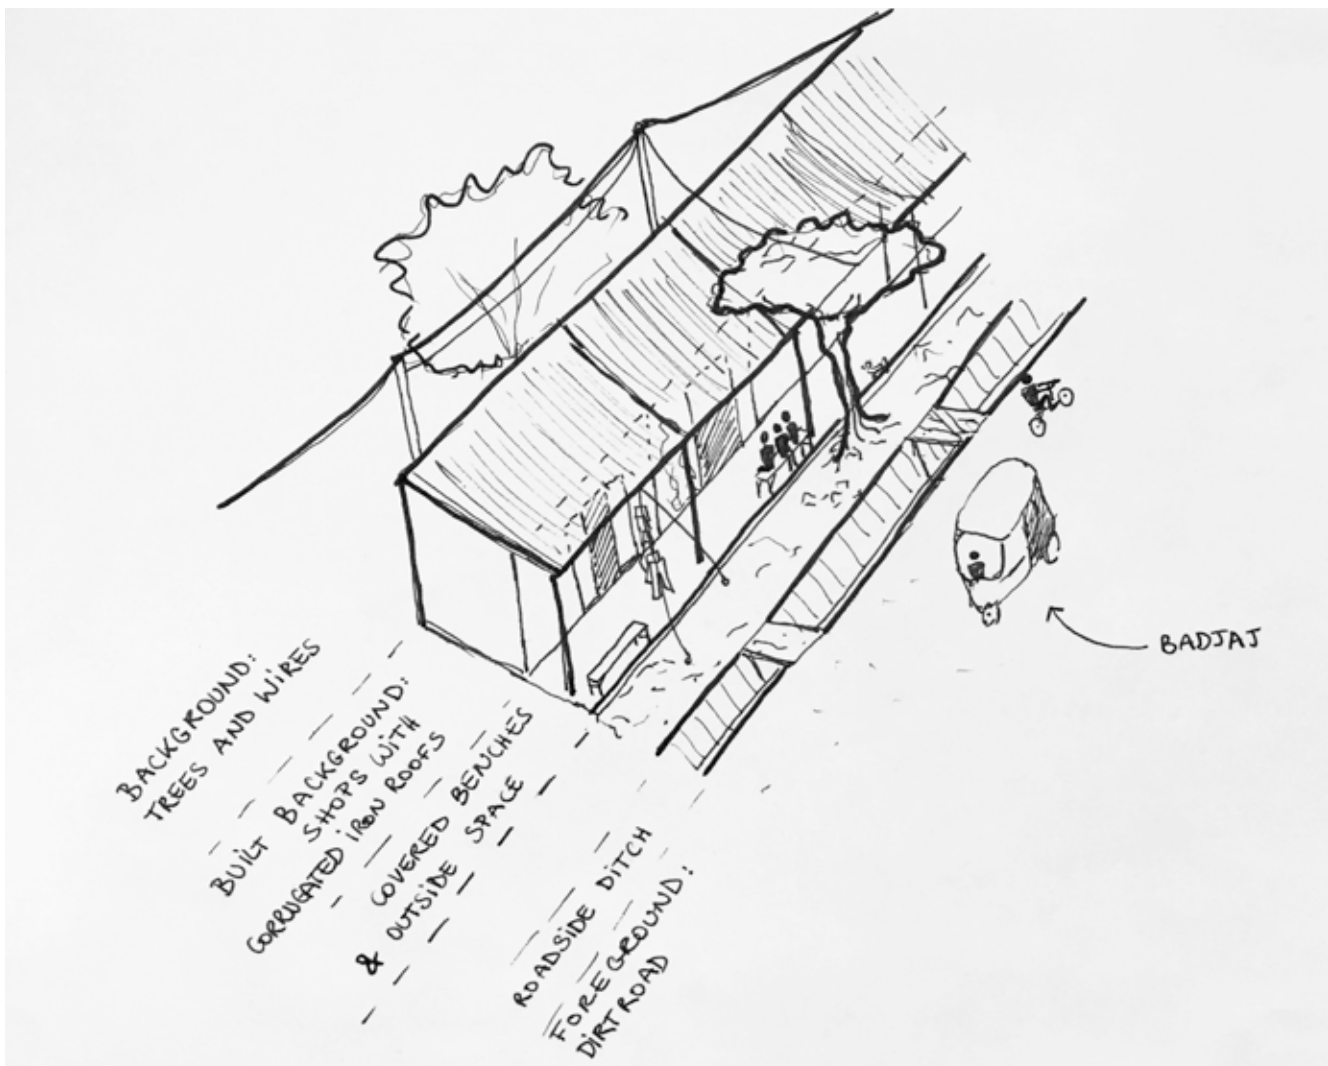 BACKGROUND:
TREES AND WIRES
BUILT BACKGROUND:
SHOPS WITH
CORRUGATED IRON ROOFS
COVERED BENCHES
& OUTSIDE SPACE
ROADSIDE DITCH
FOREGROUND:
DIRT ROAD
BADJAJ